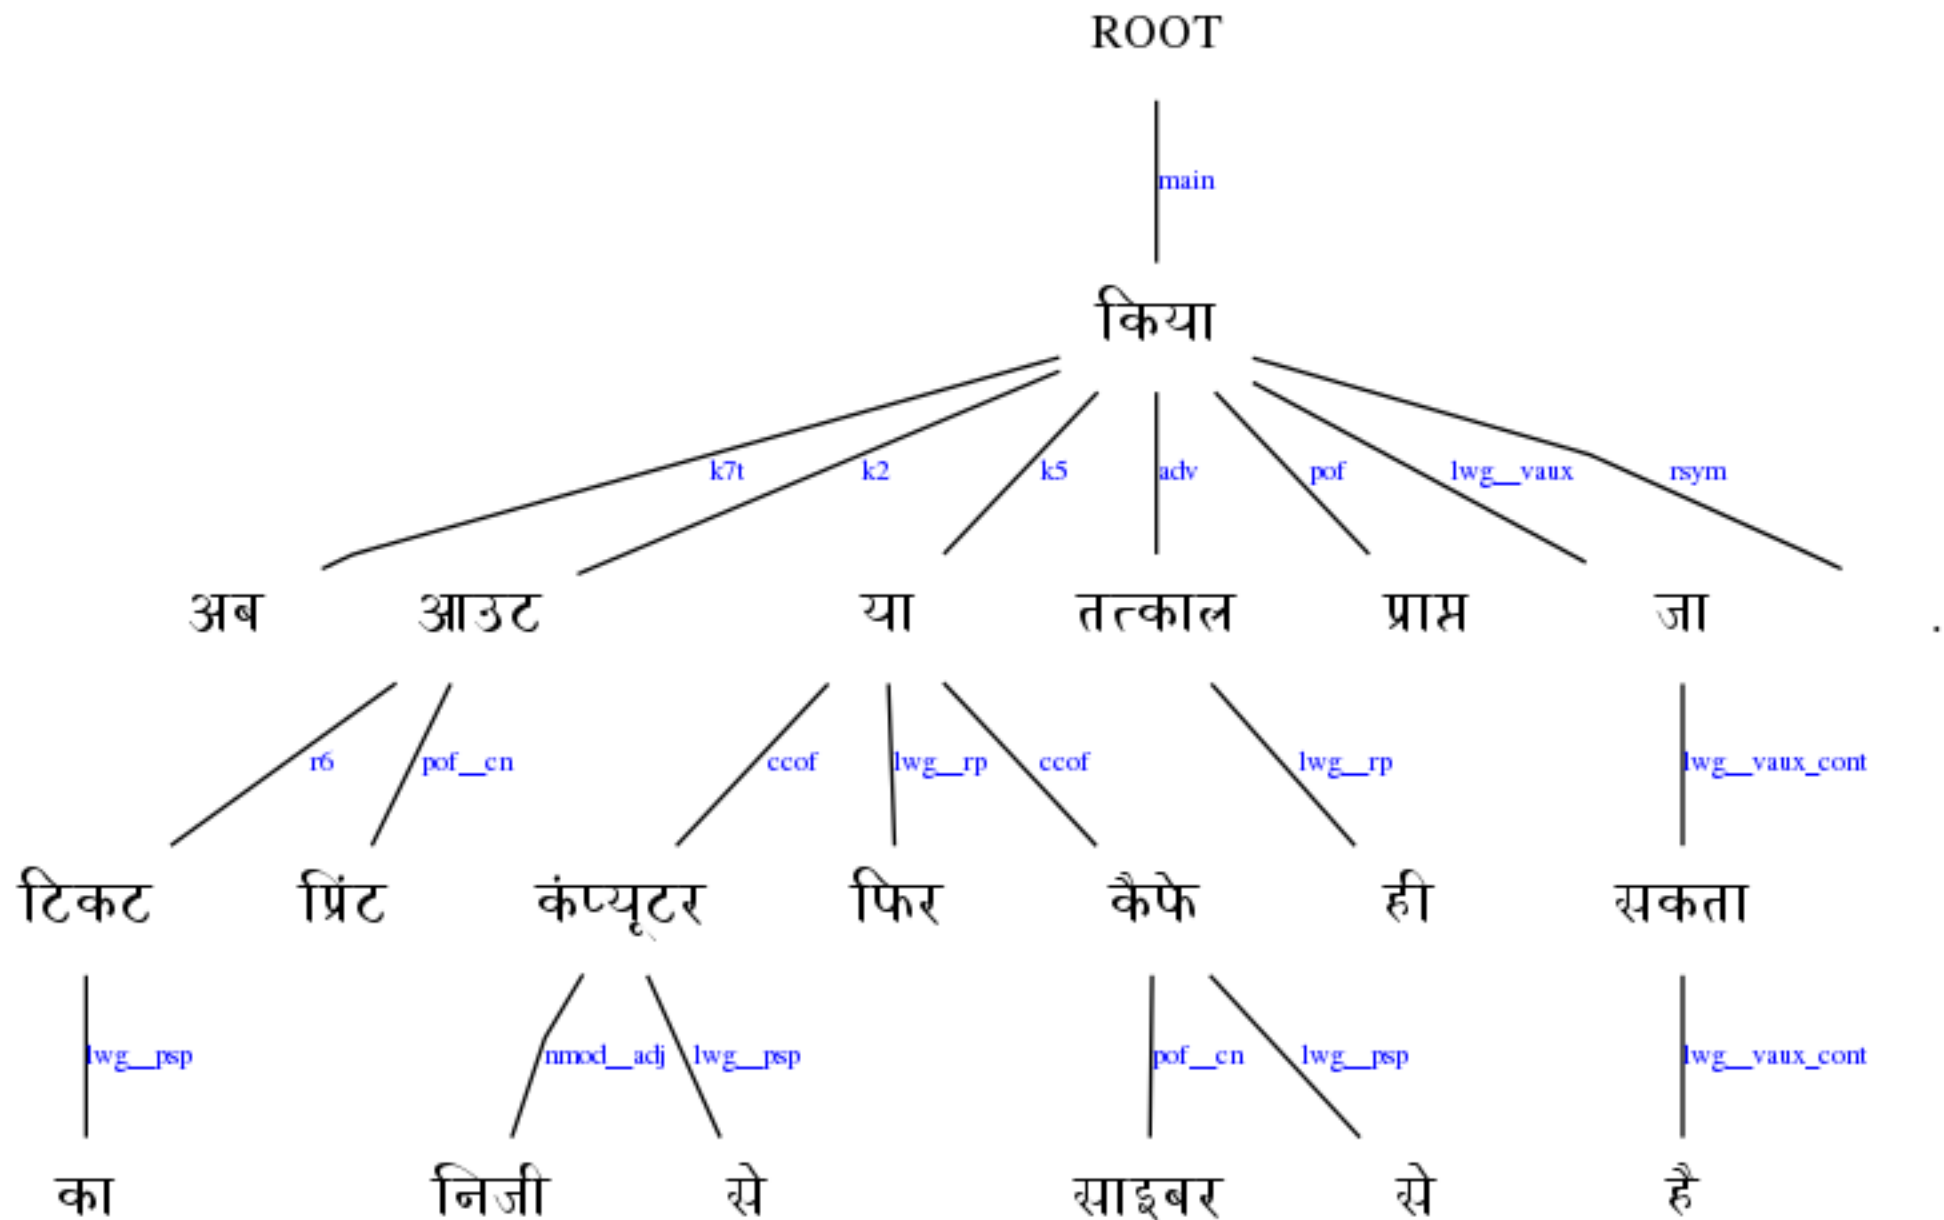 ROOT
main
किया
k7t k2 k5 adv pof lwg__vaux rsym
अब आउट या तत्काल प्राप्त जा .
r6 pof__cn ccof lwg__rp ccof lwg__rp lwg__vaux_cont
टिकट प्रिंट कंप्यूटर फिर कैफे ही सकता
lwg__psp nmod__adj lwg__psp pof__cn lwg__psp lwg__vaux_cont
का निजी से साइबर से है